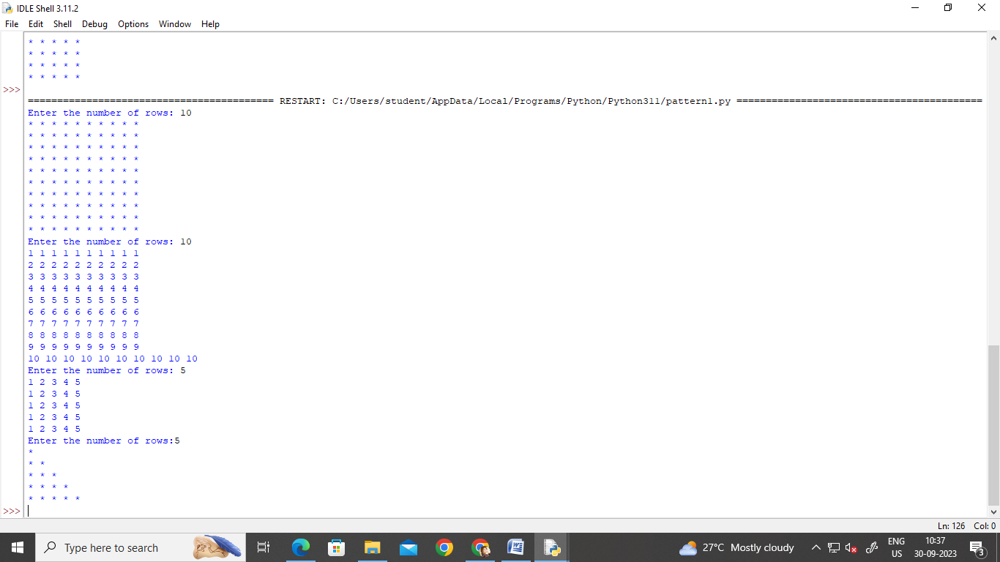 IDLE Shell 3.11.2
File Edit Shell Debug Options Window Help
* * * * *
* * * * *
* * * * *
* * * * *
>>>
========================================== RESTART: C:/Users/student/AppData/Local/Programs/Python/Python311/pattern1.py ==========================================
Enter the number of rows: 10
* * * * * * * * * *
* * * * * * * * * *
* * * * * * * * * *
* * * * * * * * * *
* * * * * * * * * *
* * * * * * * * * *
* * * * * * * * * *
* * * * * * * * * *
* * * * * * * * * *
* * * * * * * * * *
Enter the number of rows: 10
1 1 1 1 1 1 1 1 1 1
2 2 2 2 2 2 2 2 2 2
3 3 3 3 3 3 3 3 3 3
4 4 4 4 4 4 4 4 4 4
5 5 5 5 5 5 5 5 5 5
6 6 6 6 6 6 6 6 6 6
7 7 7 7 7 7 7 7 7 7
8 8 8 8 8 8 8 8 8 8
9 9 9 9 9 9 9 9 9 9
10 10 10 10 10 10 10 10 10 10
Enter the number of rows: 5
1 2 3 4 5
1 2 3 4 5
1 2 3 4 5
1 2 3 4 5
1 2 3 4 5
Enter the number of rows:5
*
* *
* * *
* * * *
* * * * *
>>>
Ln: 126 Col: 0
Type here to search
27°C Mostly cloudy
ENG
US
10:37
30-09-2023
3